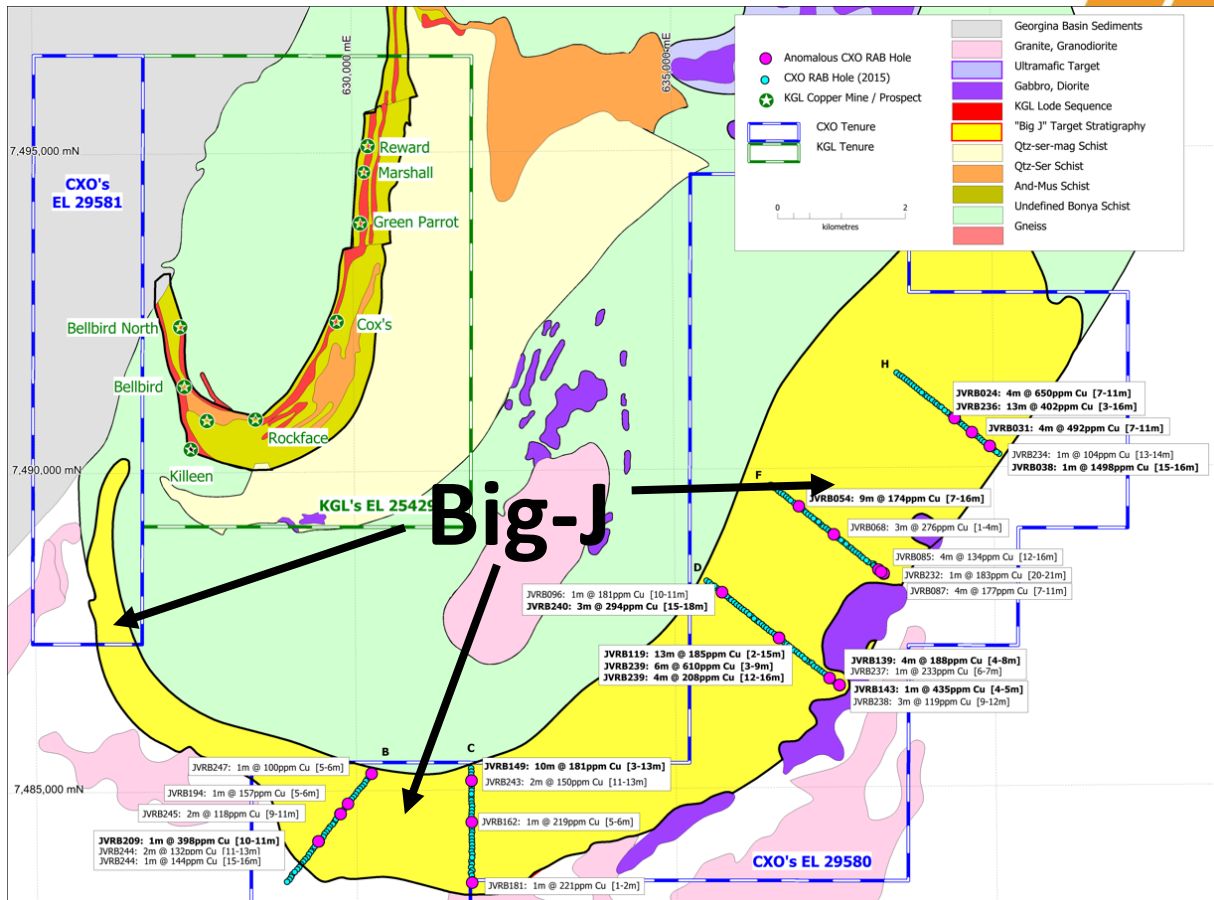 630,000 mE
635,000 mE
Anomalous CXO RAB Hole
CXO RAB Hole (2015)
KGL Copper Mine / Prospect
CXO Tenure
KGL Tenure
0
2
kilometres
Georgina Basin Sediments
Granite, Granodiorite
Ultramafic Target
Gabbro, Diorite
KGL Lode Sequence
"Big J" Target Stratigraphy
Qtz-ser-mag Schist
Qtz-Ser Schist
And-Mus Schist
Undefined Bonya Schist
Gneiss
7,495,000 mN
CXO's
EL 29581
Reward
Marshall
Green Parrot
Bellbird North
Cox's
Bellbird
Rockface
Killeen
7,490,000 mN
KGL's EL 25429
Big-J
H
JVRB024: 4m @ 650ppm Cu [7-11m]
JVRB236: 13m @ 402ppm Cu [3-16m]
JVRB031: 4m @ 492ppm Cu [7-11m]
JVRB234: 1m @ 104ppm Cu [13-14m]
JVRB038: 1m @ 1498ppm Cu [15-16m]
F
JVRB054: 9m @ 174ppm Cu [7-16m]
JVRB068: 3m @ 276ppm Cu [1-4m]
JVRB085: 4m @ 134ppm Cu [12-16m]
JVRB232: 1m @ 183ppm Cu [20-21m]
JVRB087: 4m @ 177ppm Cu [7-11m]
D
JVRB096: 1m @ 181ppm Cu [10-11m]
JVRB240: 3m @ 294ppm Cu [15-18m]
JVRB119: 13m @ 185ppm Cu [2-15m]
JVRB239: 6m @ 610ppm Cu [3-9m]
JVRB239: 4m @ 208ppm Cu [12-16m]
JVRB139: 4m @ 188ppm Cu [4-8m]
JVRB237: 1m @ 233ppm Cu [6-7m]
JVRB143: 1m @ 435ppm Cu [4-5m]
JVRB238: 3m @ 119ppm Cu [9-12m]
B
C
JVRB247: 1m @ 100ppm Cu [5-6m]
JVRB149: 10m @ 181ppm Cu [3-13m]
JVRB243: 2m @ 150ppm Cu [11-13m]
7,485,000 mN
JVRB194: 1m @ 157ppm Cu [5-6m]
JVRB245: 2m @ 118ppm Cu [9-11m]
JVRB162: 1m @ 219ppm Cu [5-6m]
JVRB209: 1m @ 398ppm Cu [10-11m]
JVRB244: 2m @ 132ppm Cu [11-13m]
JVRB244: 1m @ 144ppm Cu [15-16m]
CXO's EL 29580
JVRB181: 1m @ 221ppm Cu [1-2m]